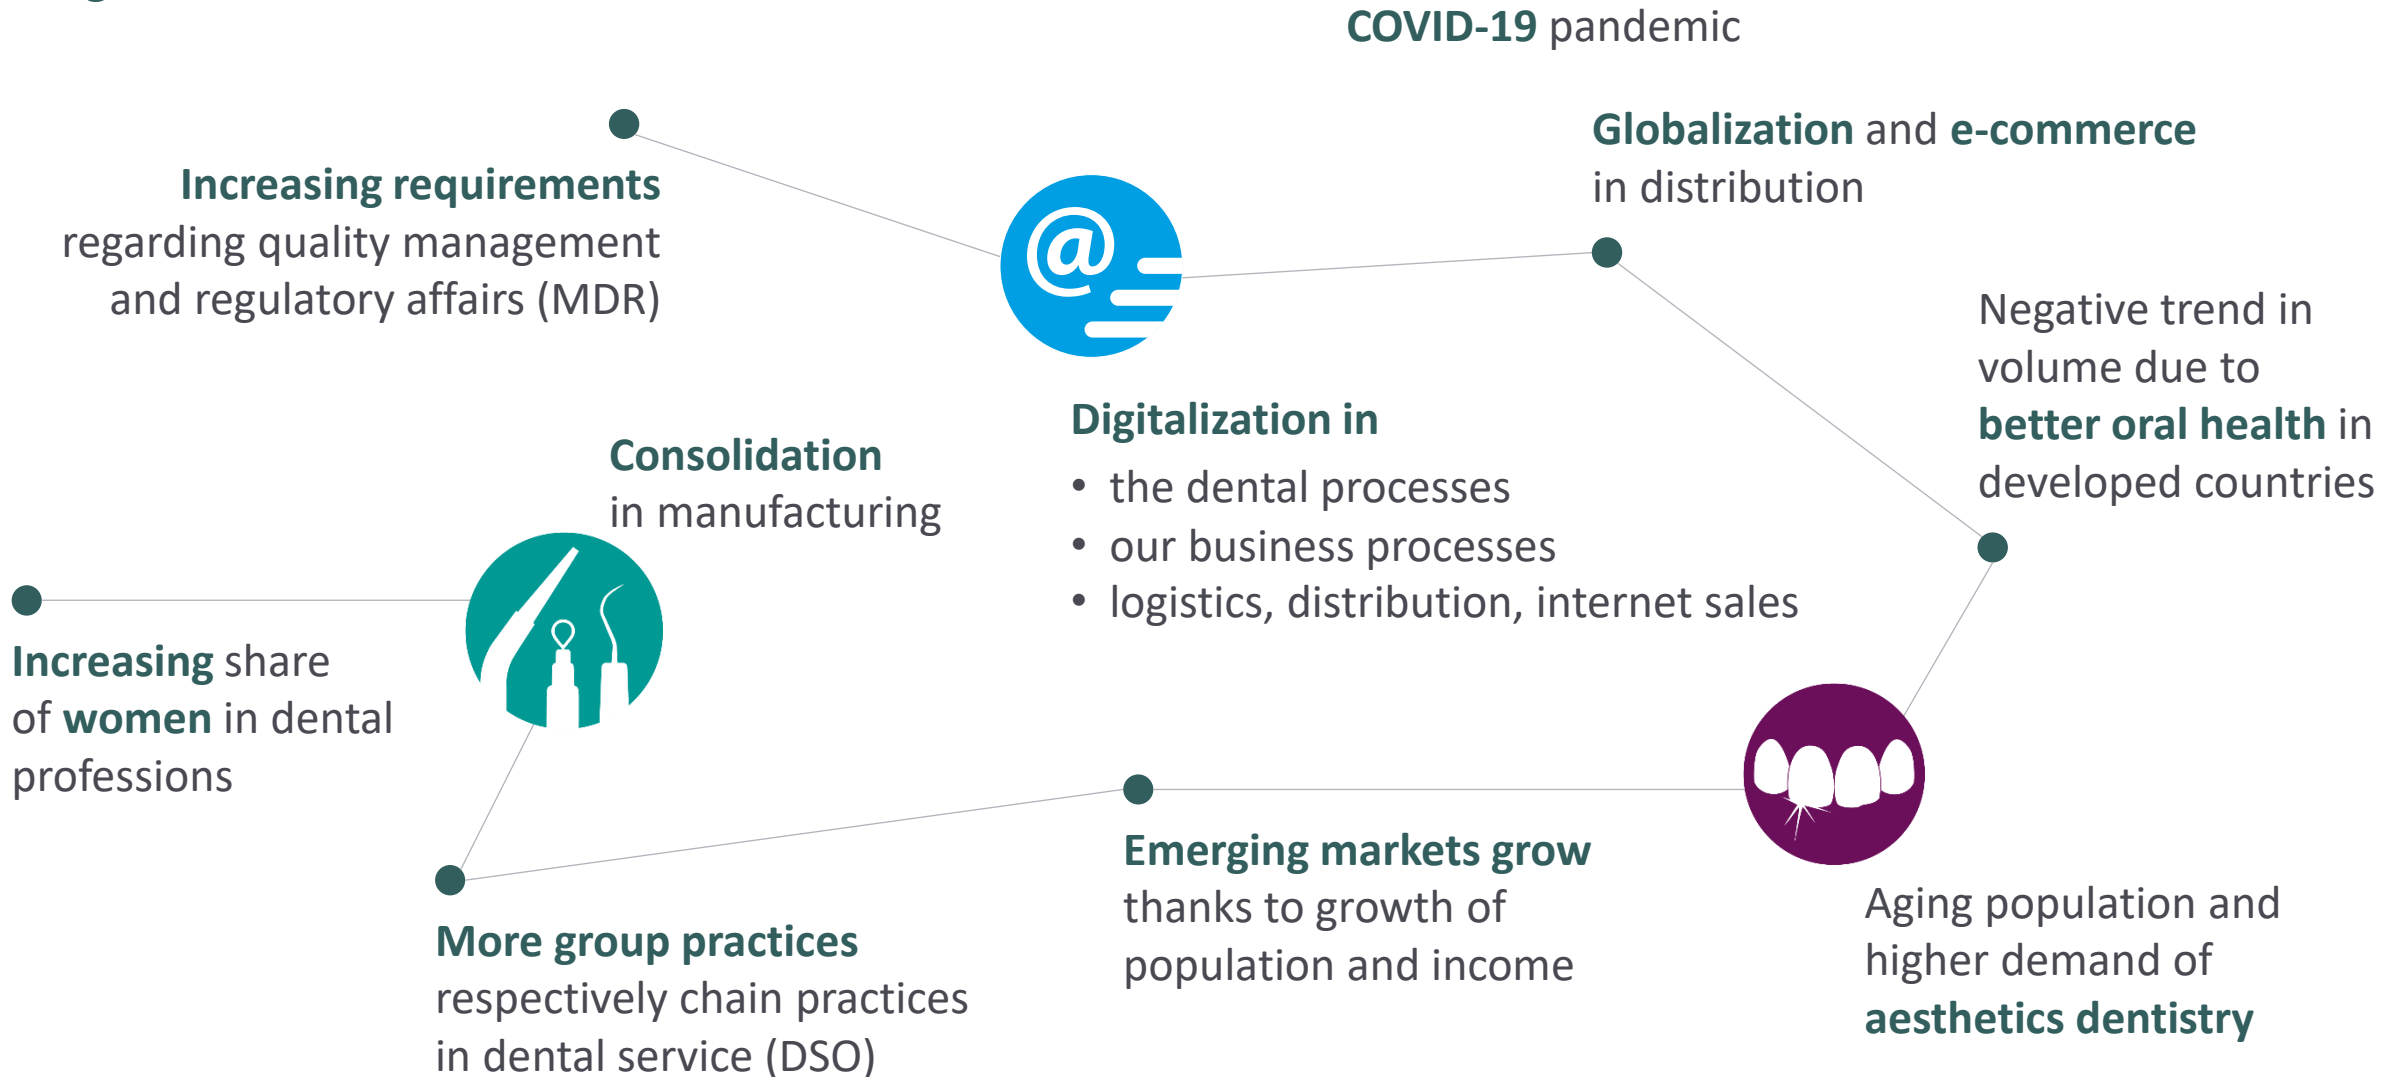 COVID-19 pandemic
Increasing requirements
regarding quality management
and regulatory affairs (MDR)
@
Globalization and e-commerce
in distribution
Negative trend in
volume due to
better oral health in
developed countries
Digitalization in
• the dental processes
• our business processes
• logistics, distribution, internet sales
Consolidation
in manufacturing
Increasing share
of women in dental
professions
More group practices
respectively chain practices
in dental service (DSO)
Emerging markets grow
thanks to growth of
population and income
Aging population and
higher demand of
aesthetics dentistry